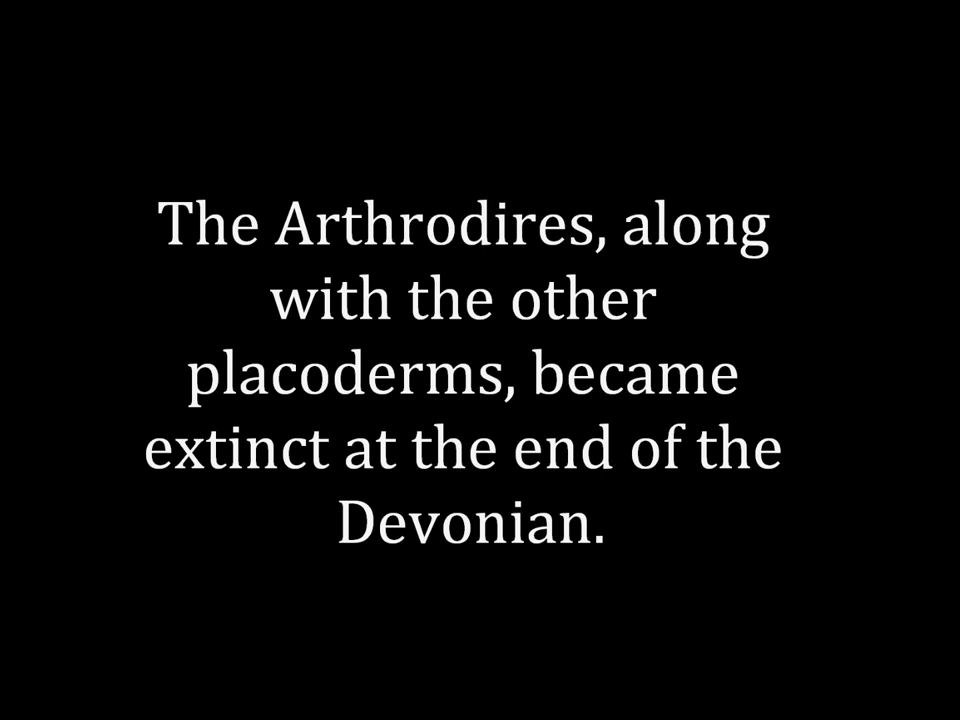 The Arthrodires, along
with the other
placoderms, became
extinct at the end of the
Devonian.